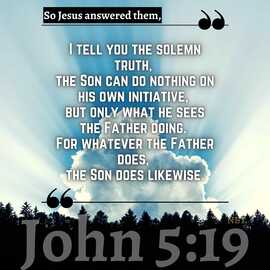 So Jesus answered them,
I TELL YOU THE SOLEMN
TRUTH,
THE SON CAN DO NOTHING ON
HIS OWN INITIATIVE,
BUT ONLY WHAT HE SEES
THE FATHER DOING.
FOR WHATEVER THE FATHER
DOES,
THE SON DOES LIKEWISE.
John 5:19